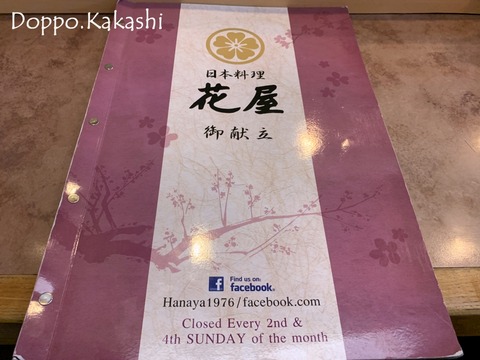 Doppo.Kakashi
日本料理
花屋
御献立
Find us on:
facebook®
Hanaya1976/facebook.com
Closed Every 2nd &
4th SUNDAY of the month